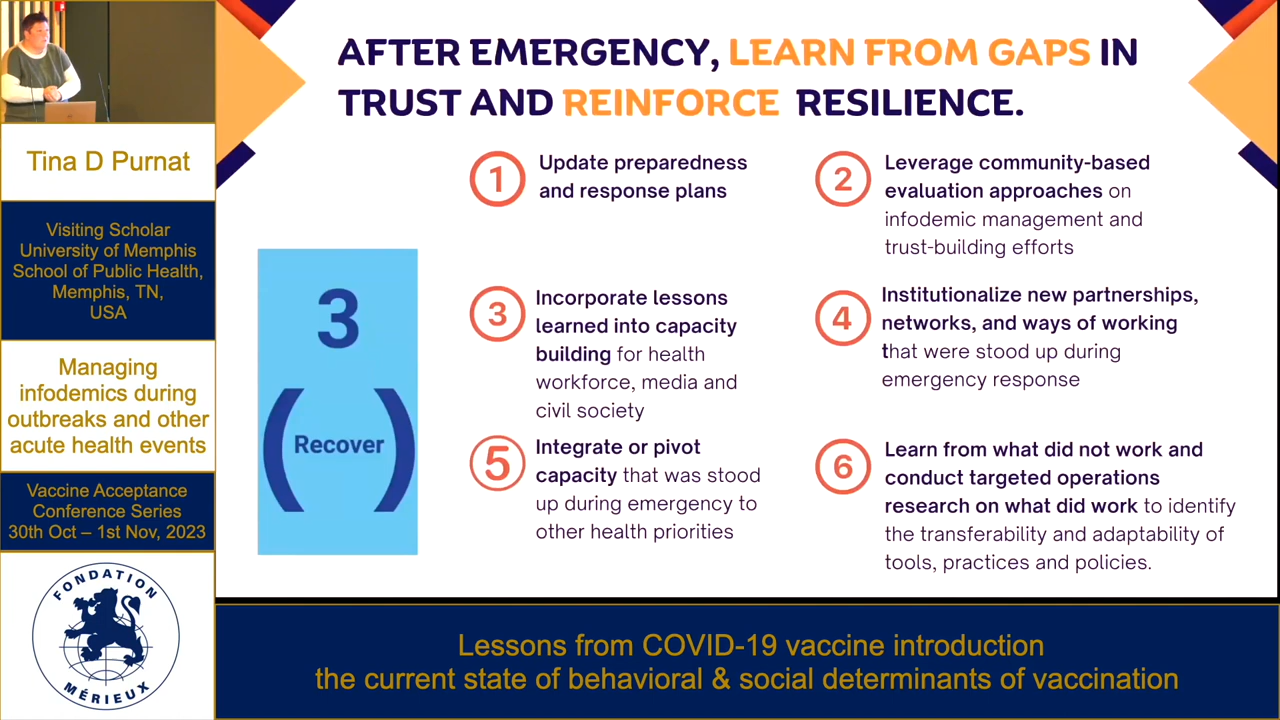 Tina D Purnat
Visiting Scholar
University of Memphis
School of Public Health,
Memphis, TN,
USA
Managing
infodemics during
outbreaks and other
acute health events
Vaccine Acceptance
Conference Series
30th Oct – 1st Nov, 2023
FONDATION
MÉRIEUX
AFTER EMERGENCY, LEARN FROM GAPS IN
TRUST AND REINFORCE RESILIENCE.
3
Recover
1
Update preparedness
and response plans
2
Leverage community-based
evaluation approaches on
infodemic management and
trust-building efforts
3
Incorporate lessons
learned into capacity
building for health
workforce, media and
civil society
4
Institutionalize new partnerships,
networks, and ways of working
that were stood up during
emergency response
5
Integrate or pivot
capacity that was stood
up during emergency to
other health priorities
6
Learn from what did not work and
conduct targeted operations
research on what did work to identify
the transferability and adaptability of
tools, practices and policies.
Lessons from COVID-19 vaccine introduction
the current state of behavioral & social determinants of vaccination